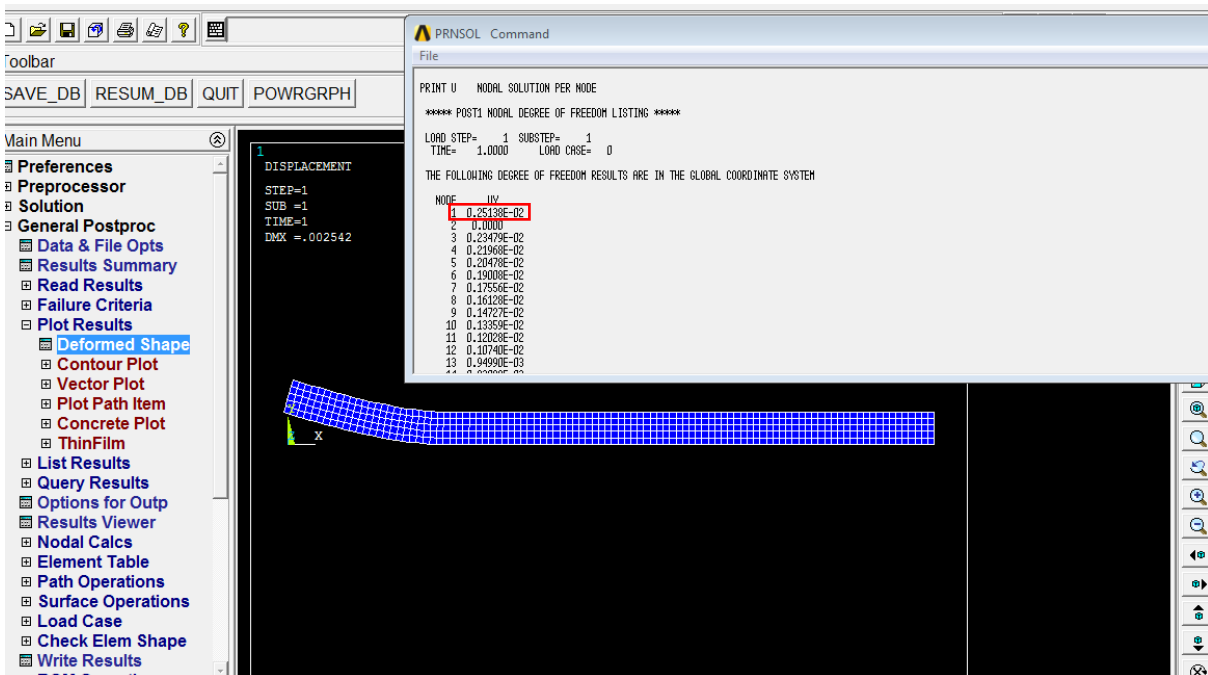 PRNSOL Command
Toolbar
File
SAVE_DB RESUM_DB QUIT POWRGRPH
PRINT U NODAL SOLUTION PER NODE
***** POST1 NODAL DEGREE OF FREEDOM LISTING *****
LOAD STEP= 1 SUBSTEP= 1
TIME= 1.0000 LOAD CASE= 0
THE FOLLOWING DEGREE OF FREEDOM RESULTS ARE IN THE GLOBAL COORDINATE SYSTEM
NODE UY
1 0.25138E-02
2 0.0000
3 0.23479E-02
4 0.21968E-02
5 0.20478E-02
6 0.19008E-02
7 0.17556E-02
8 0.16128E-02
9 0.14727E-02
10 0.13359E-02
11 0.12028E-02
12 0.10740E-02
13 0.94990E-03
Main Menu
Preferences
Preprocessor
Solution
General Postproc
Data & File Opts
Results Summary
Read Results
Failure Criteria
Plot Results
Deformed Shape
Contour Plot
Vector Plot
Plot Path Item
Concrete Plot
ThinFilm
List Results
Query Results
Options for Outp
Results Viewer
Nodal Calcs
Element Table
Path Operations
Surface Operations
Load Case
Check Elem Shape
Write Results
1
DISPLACEMENT
STEP=1
SUB =1
TIME=1
DMX =.002542
X